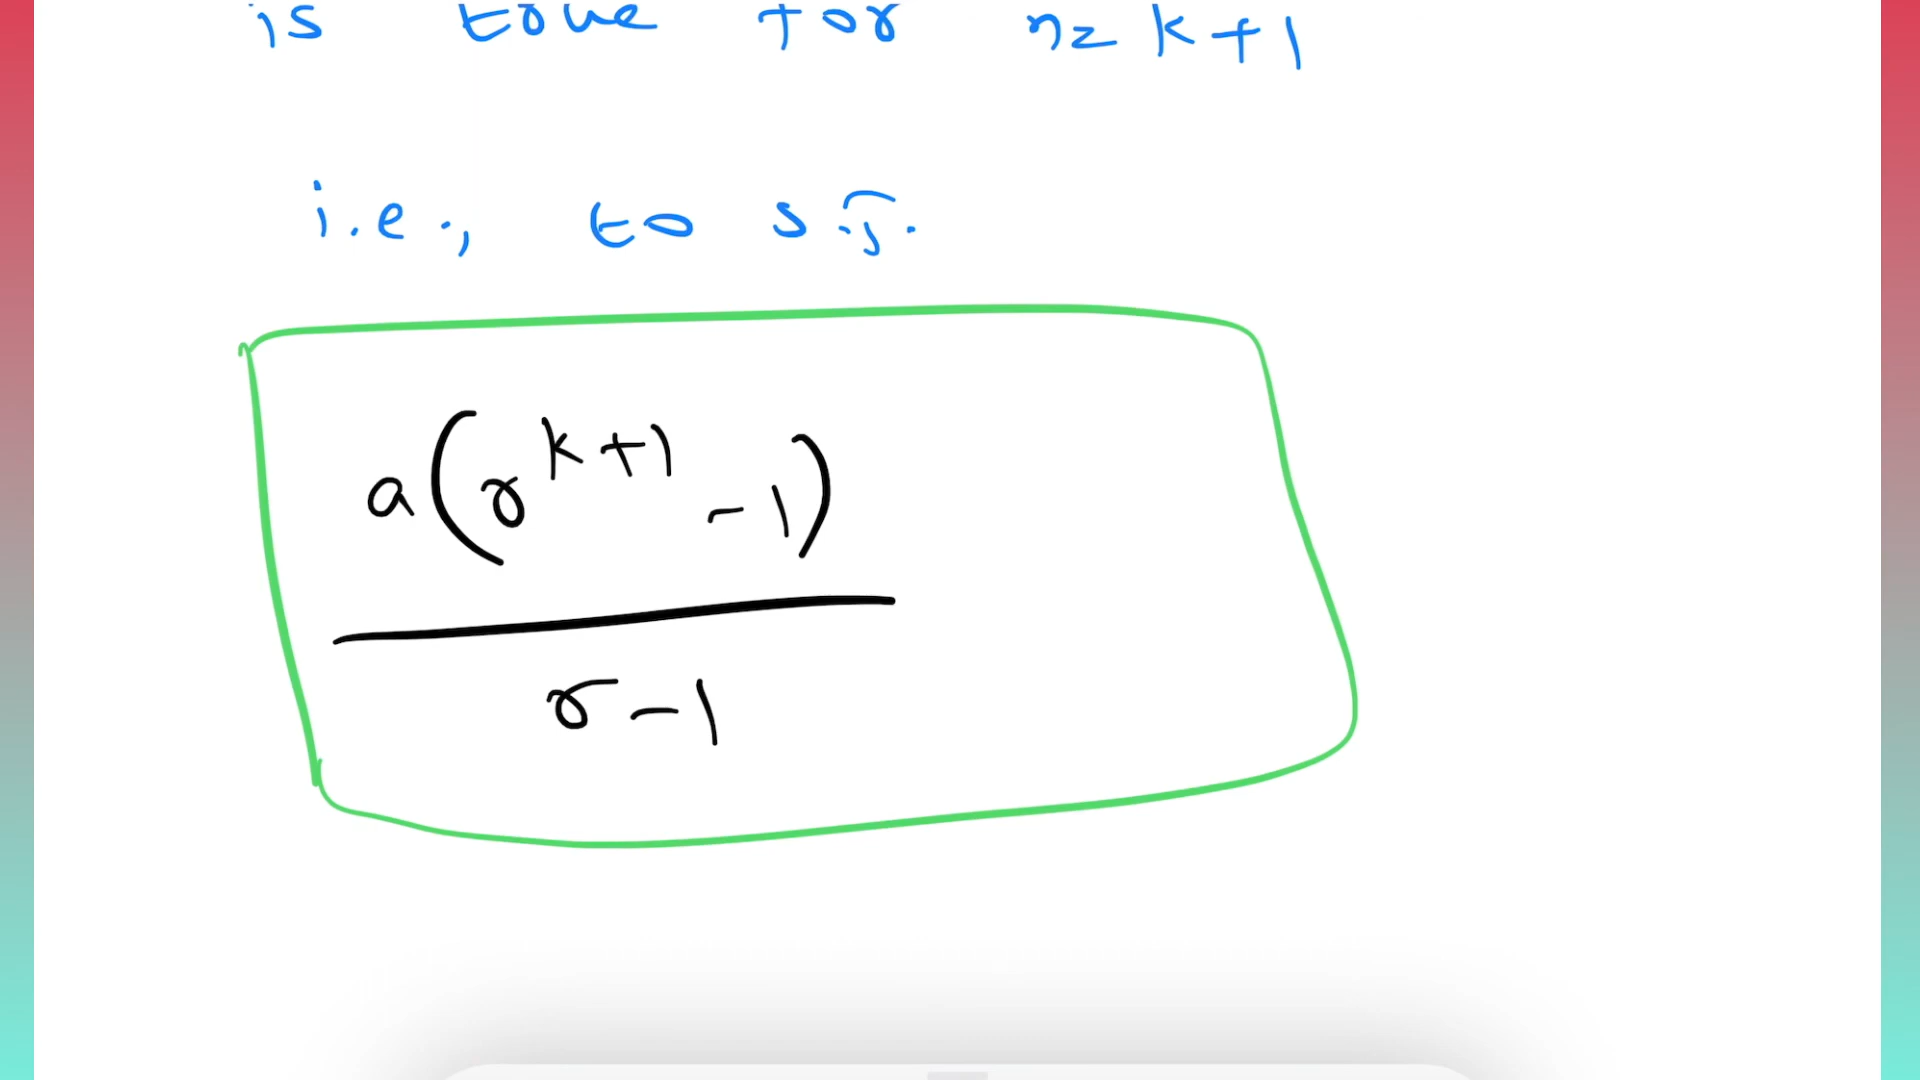 is true for n = k+1
i.e., to s.T.
a(r^{k+1} - 1)
r - 1